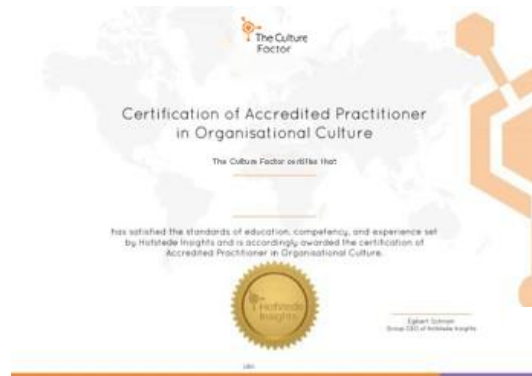 The Culture
Factor
Certification of Accredited Practitioner
in Organisational Culture
The Culture Factor certifies that
has satisfied the standards of education, competency, and experience set
by Hofstede Insights and is accordingly awarded the certification of
Accredited Practitioner in Organisational Culture.
Hofstede
Insights
Egbert Schram
Group CEO of Hofstede Insights